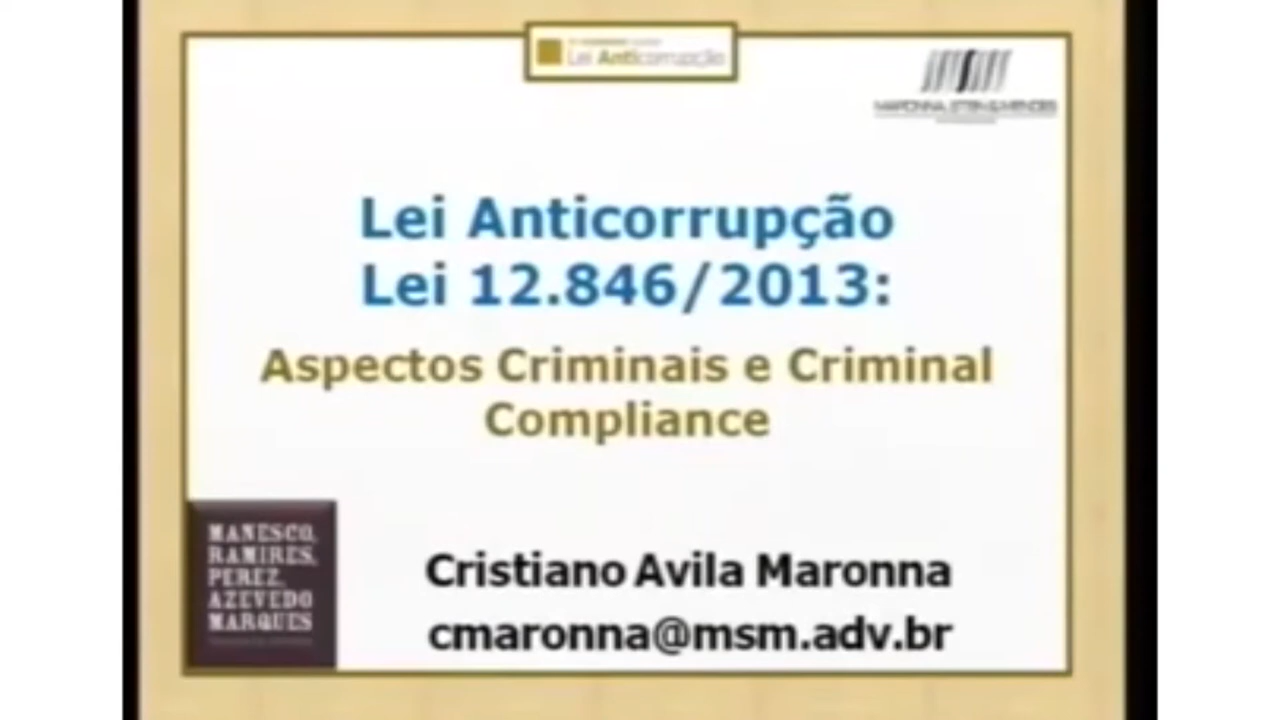 Lei Anticorrupção
Lei Anticorrupção
Lei 12.846/2013:
Aspectos Criminais e Criminal
Compliance
MANESCO,
RAMIRES,
PEREZ,
AZEVEDO
MARQUES
Cristiano Avila Maronna
cmaronna@msm.adv.br